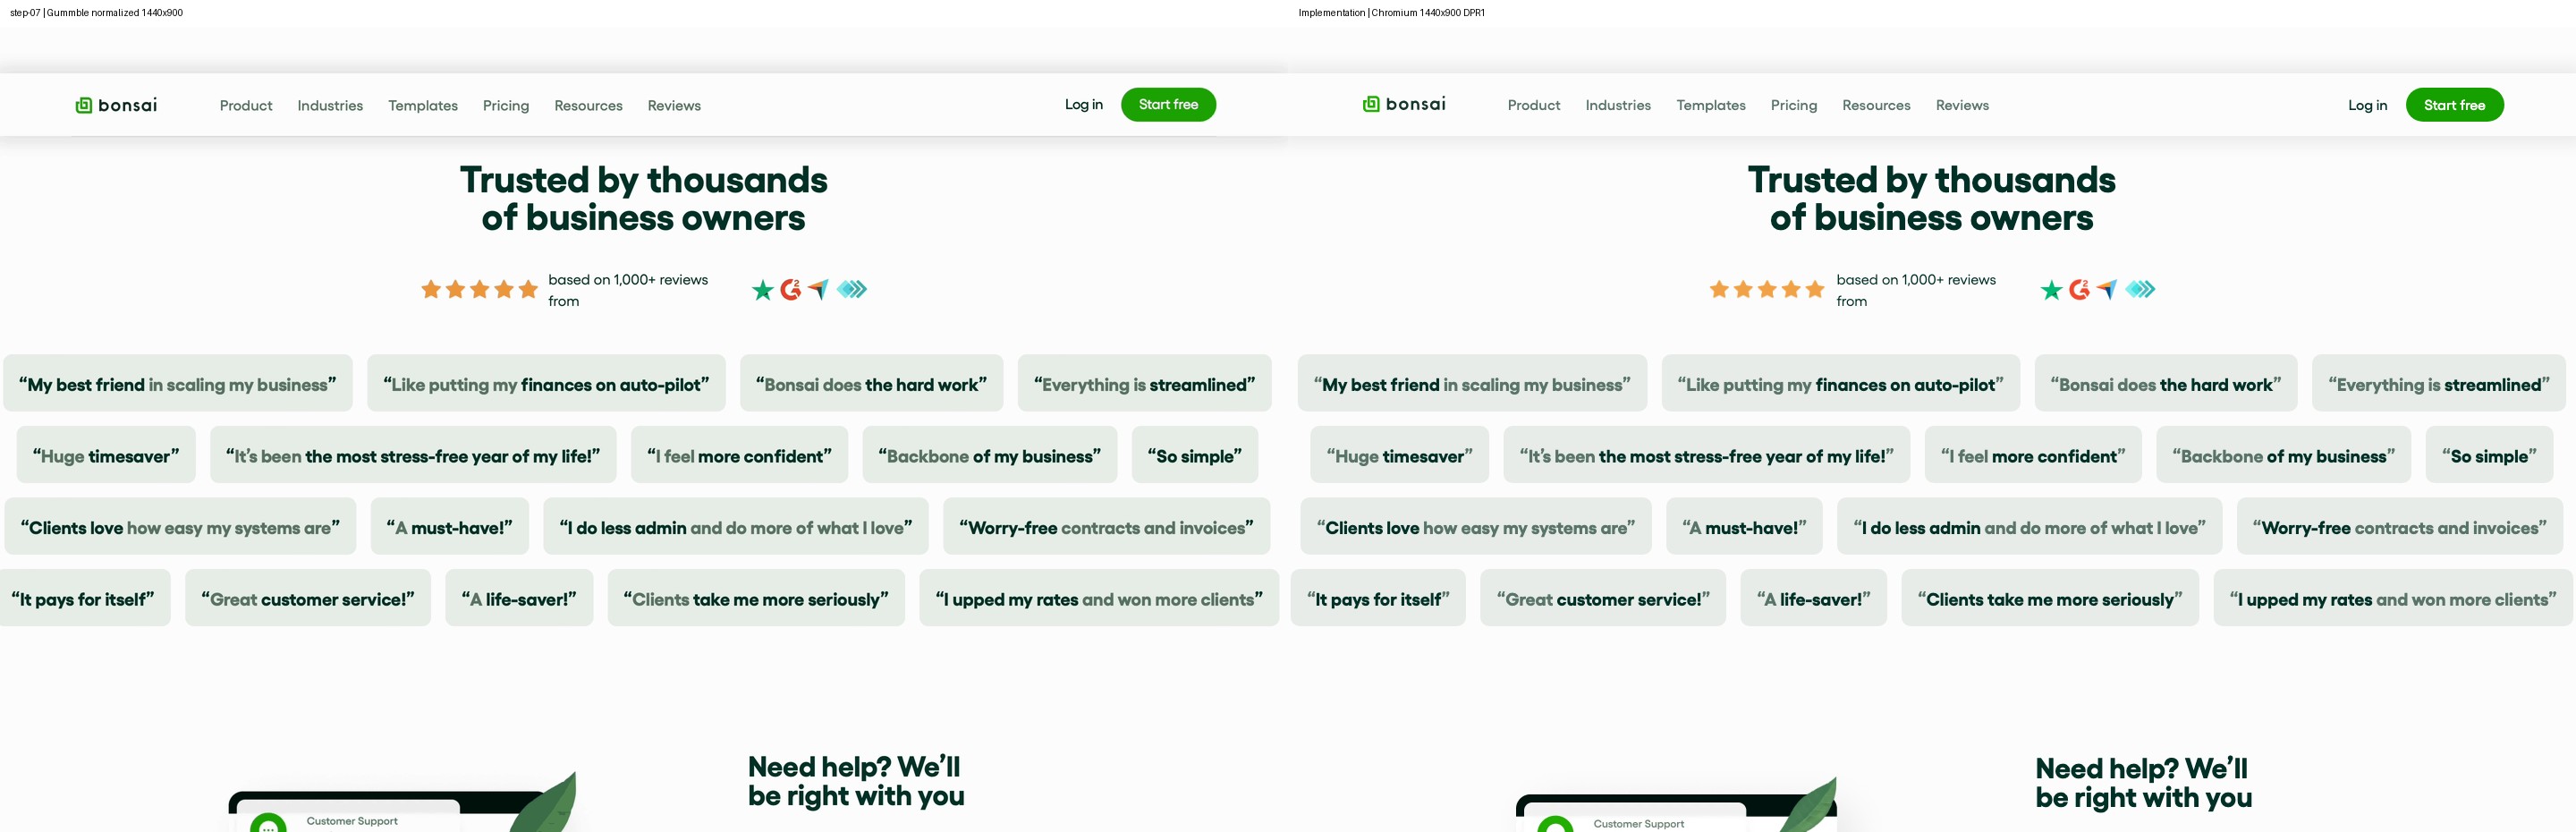 step-07 | Gummble normalized 1440x900
Implementation | Chromium 1440x900 DPR1
bonsai Product Industries Templates Pricing Resources Reviews Log in Start free
Trusted by thousands
of business owners
based on 1,000+ reviews
from
“My best friend in scaling my business” “Like putting my finances on auto-pilot” “Bonsai does the hard work” “Everything is streamlined”
“Huge timesaver” “It’s been the most stress-free year of my life!” “I feel more confident” “Backbone of my business” “So simple”
“Clients love how easy my systems are” “A must-have!” “I do less admin and do more of what I love” “Worry-free contracts and invoices”
“It pays for itself” “Great customer service!” “A life-saver!” “Clients take me more seriously” “I upped my rates and won more clients”
Need help? We’ll
be right with you
Customer Support
bonsai Product Industries Templates Pricing Resources Reviews Log in Start free
Trusted by thousands
of business owners
based on 1,000+ reviews
from
“My best friend in scaling my business” “Like putting my finances on auto-pilot” “Bonsai does the hard work” “Everything is streamlined”
“Huge timesaver” “It’s been the most stress-free year of my life!” “I feel more confident” “Backbone of my business” “So simple”
“Clients love how easy my systems are” “A must-have!” “I do less admin and do more of what I love” “Worry-free contracts and invoices”
“It pays for itself” “Great customer service!” “A life-saver!” “Clients take me more seriously” “I upped my rates and won more clients”
Need help? We’ll
be right with you
Customer Support